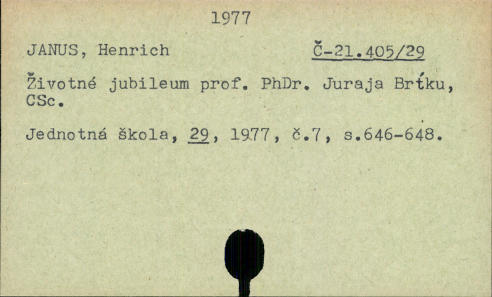 1977
JANUS, Henrich Č-21.405/29
Životné jubileum prof. PhDr. Juraja Brťku,
CSc.
Jednotná škola, 29, 1977, č.7, s.646-648.